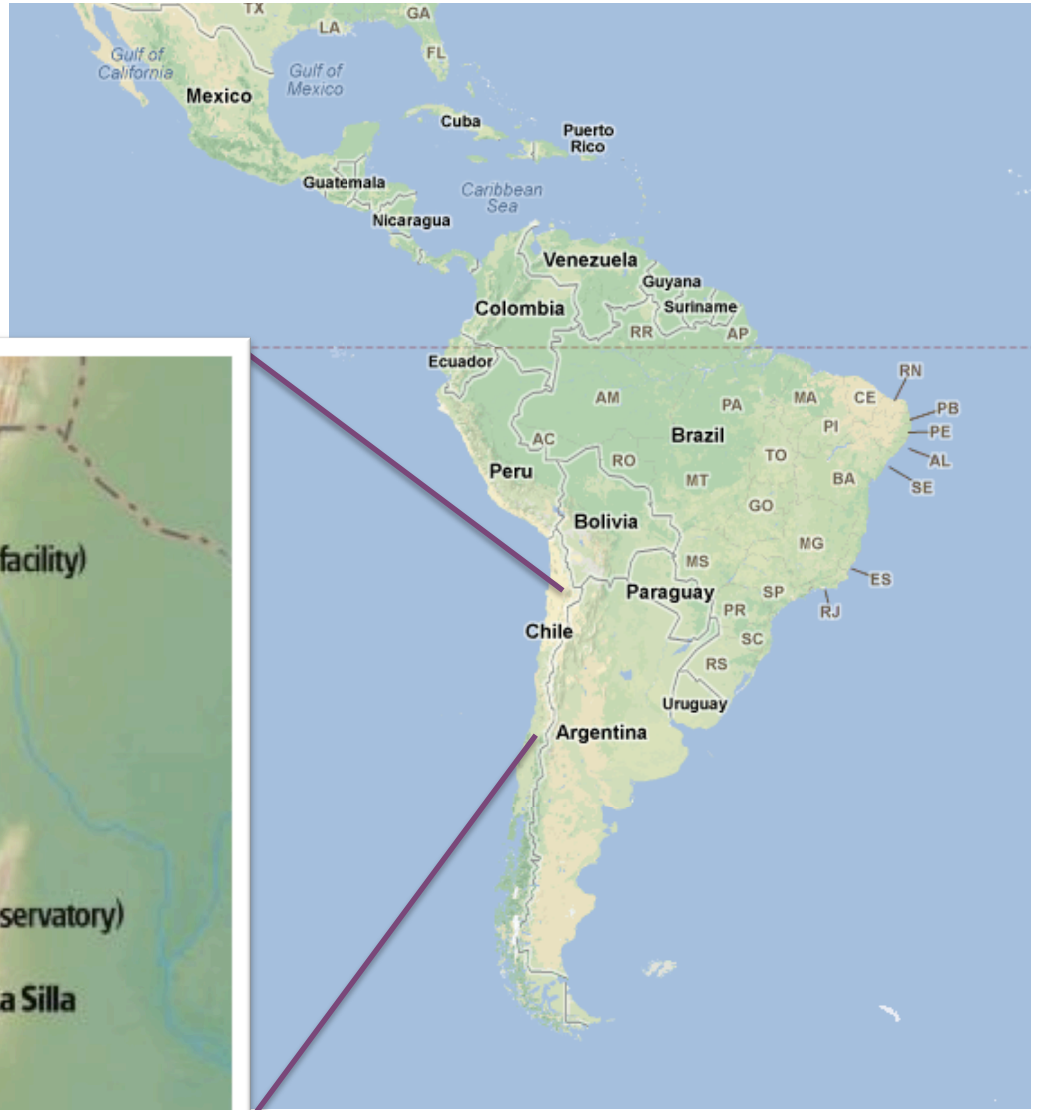 TX
GA
LA
FL
Gulf of
California
Gulf of
Mexico
Mexico
Cuba
Puerto
Rico
Guatemala
Caribbean
Sea
Nicaragua
Venezuela
Guyana
Colombia
Suriname
RR
AP
Ecuador
RN
AM
PA
MA
CE
PB
PI
PE
AC
Brazil
RO
TO
AL
Peru
MT
BA
SE
GO
Bolivia
MG
MS
ES
Paraguay
SP
PR
RJ
Chile
SC
RS
Uruguay
Argentina
facility)
servatory)
a Silla